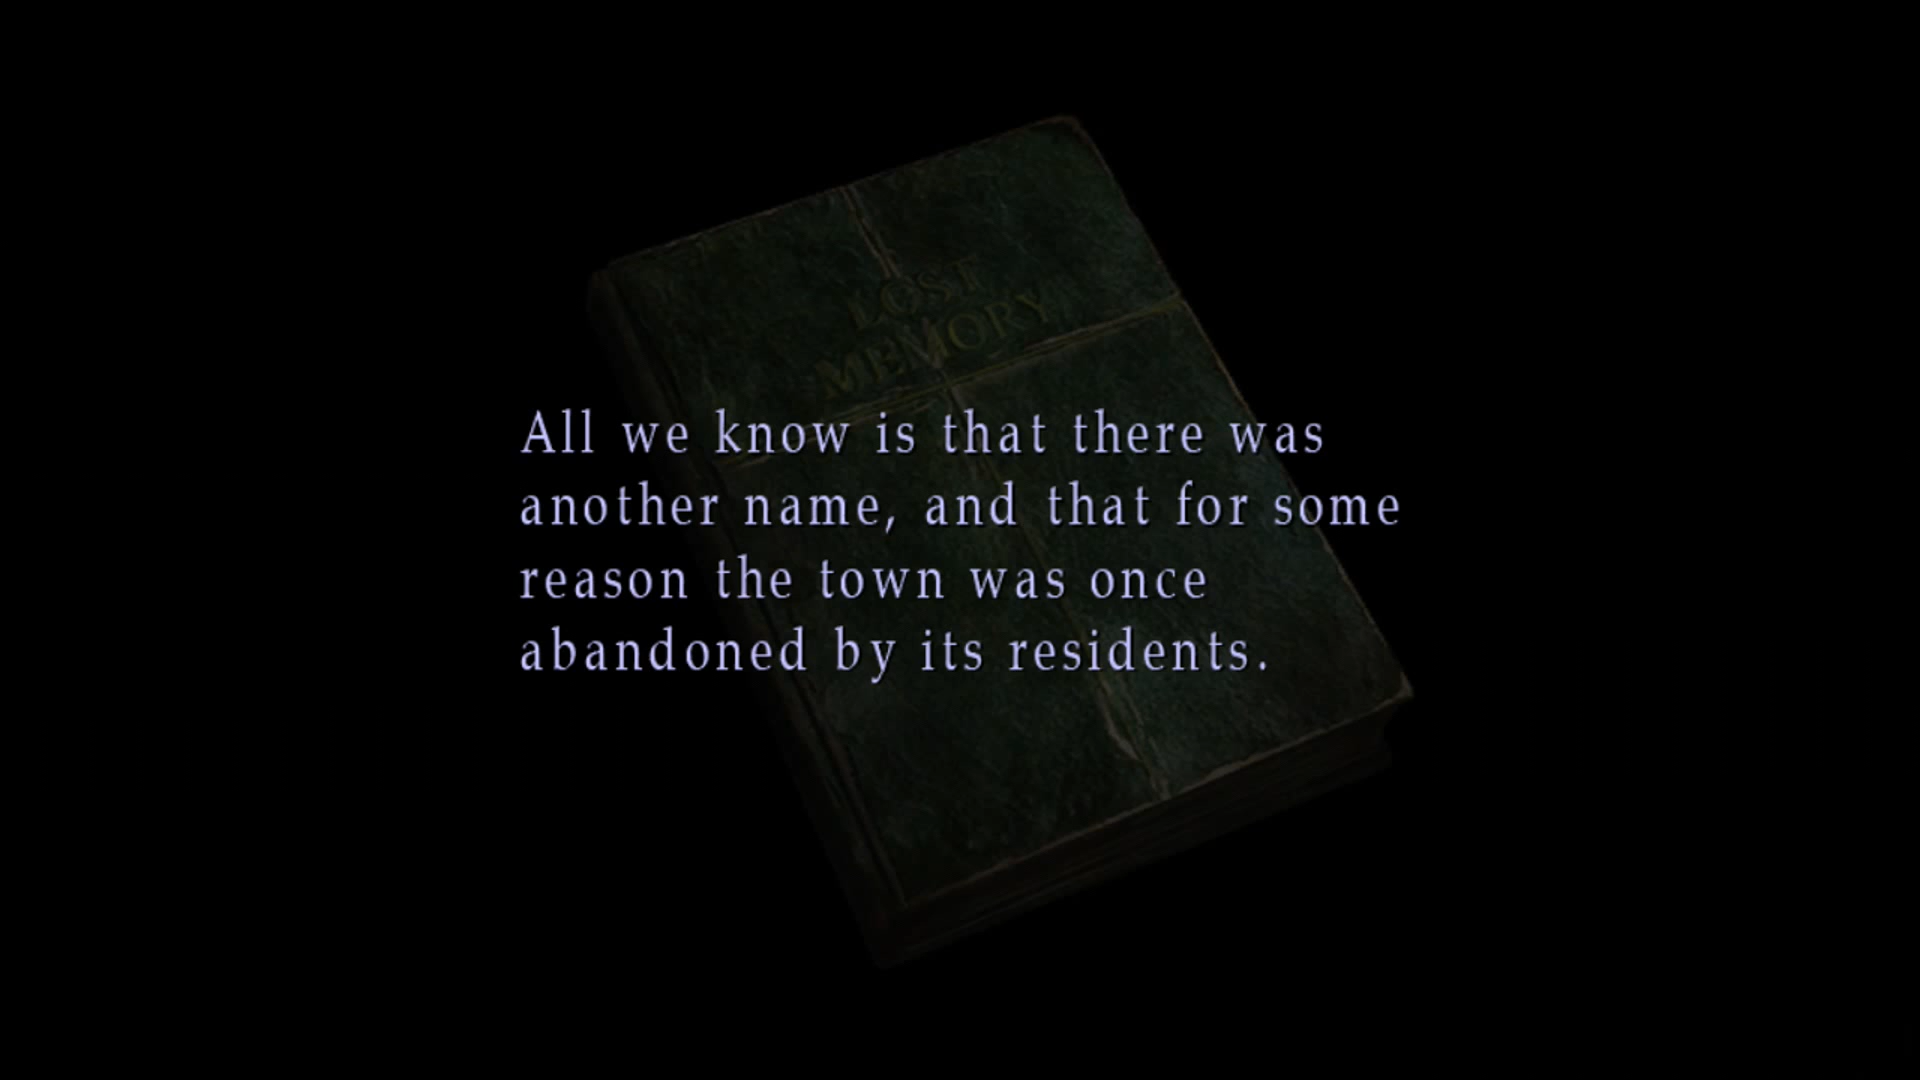 LOST
MEMORY
All we know is that there was
another name, and that for some
reason the town was once
abandoned by its residents.